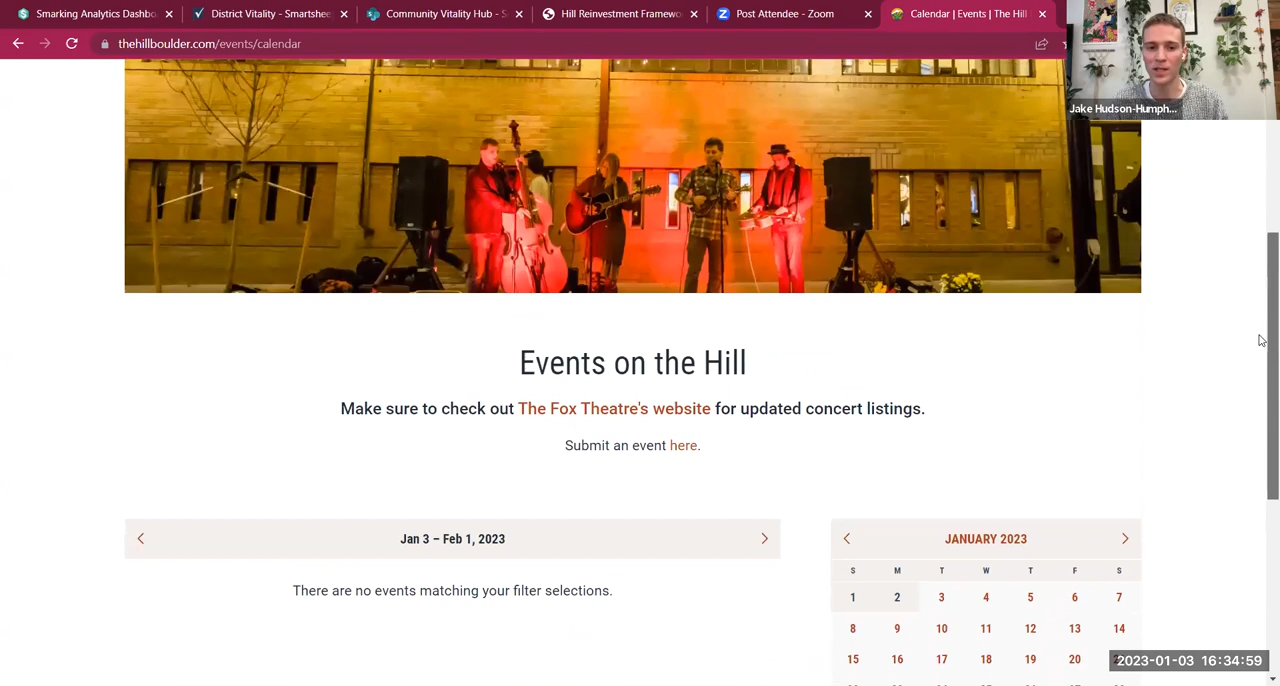 Smarking Analytics Dashbo
District Vitality - Smartshee
Community Vitality Hub - S
Hill Reinvestment Framewo
Post Attendee - Zoom
Calendar | Events | The Hill
thehillboulder.com/events/calendar
Jake Hudson-Humph...
Events on the Hill
Make sure to check out The Fox Theatre's website for updated concert listings.
Submit an event here.
Jan 3 – Feb 1, 2023
There are no events matching your filter selections.
JANUARY 2023
S M T W T F S
1 2 3 4 5 6 7
8 9 10 11 12 13 14
15 16 17 18 19 20
2023-01-03 16:34:59